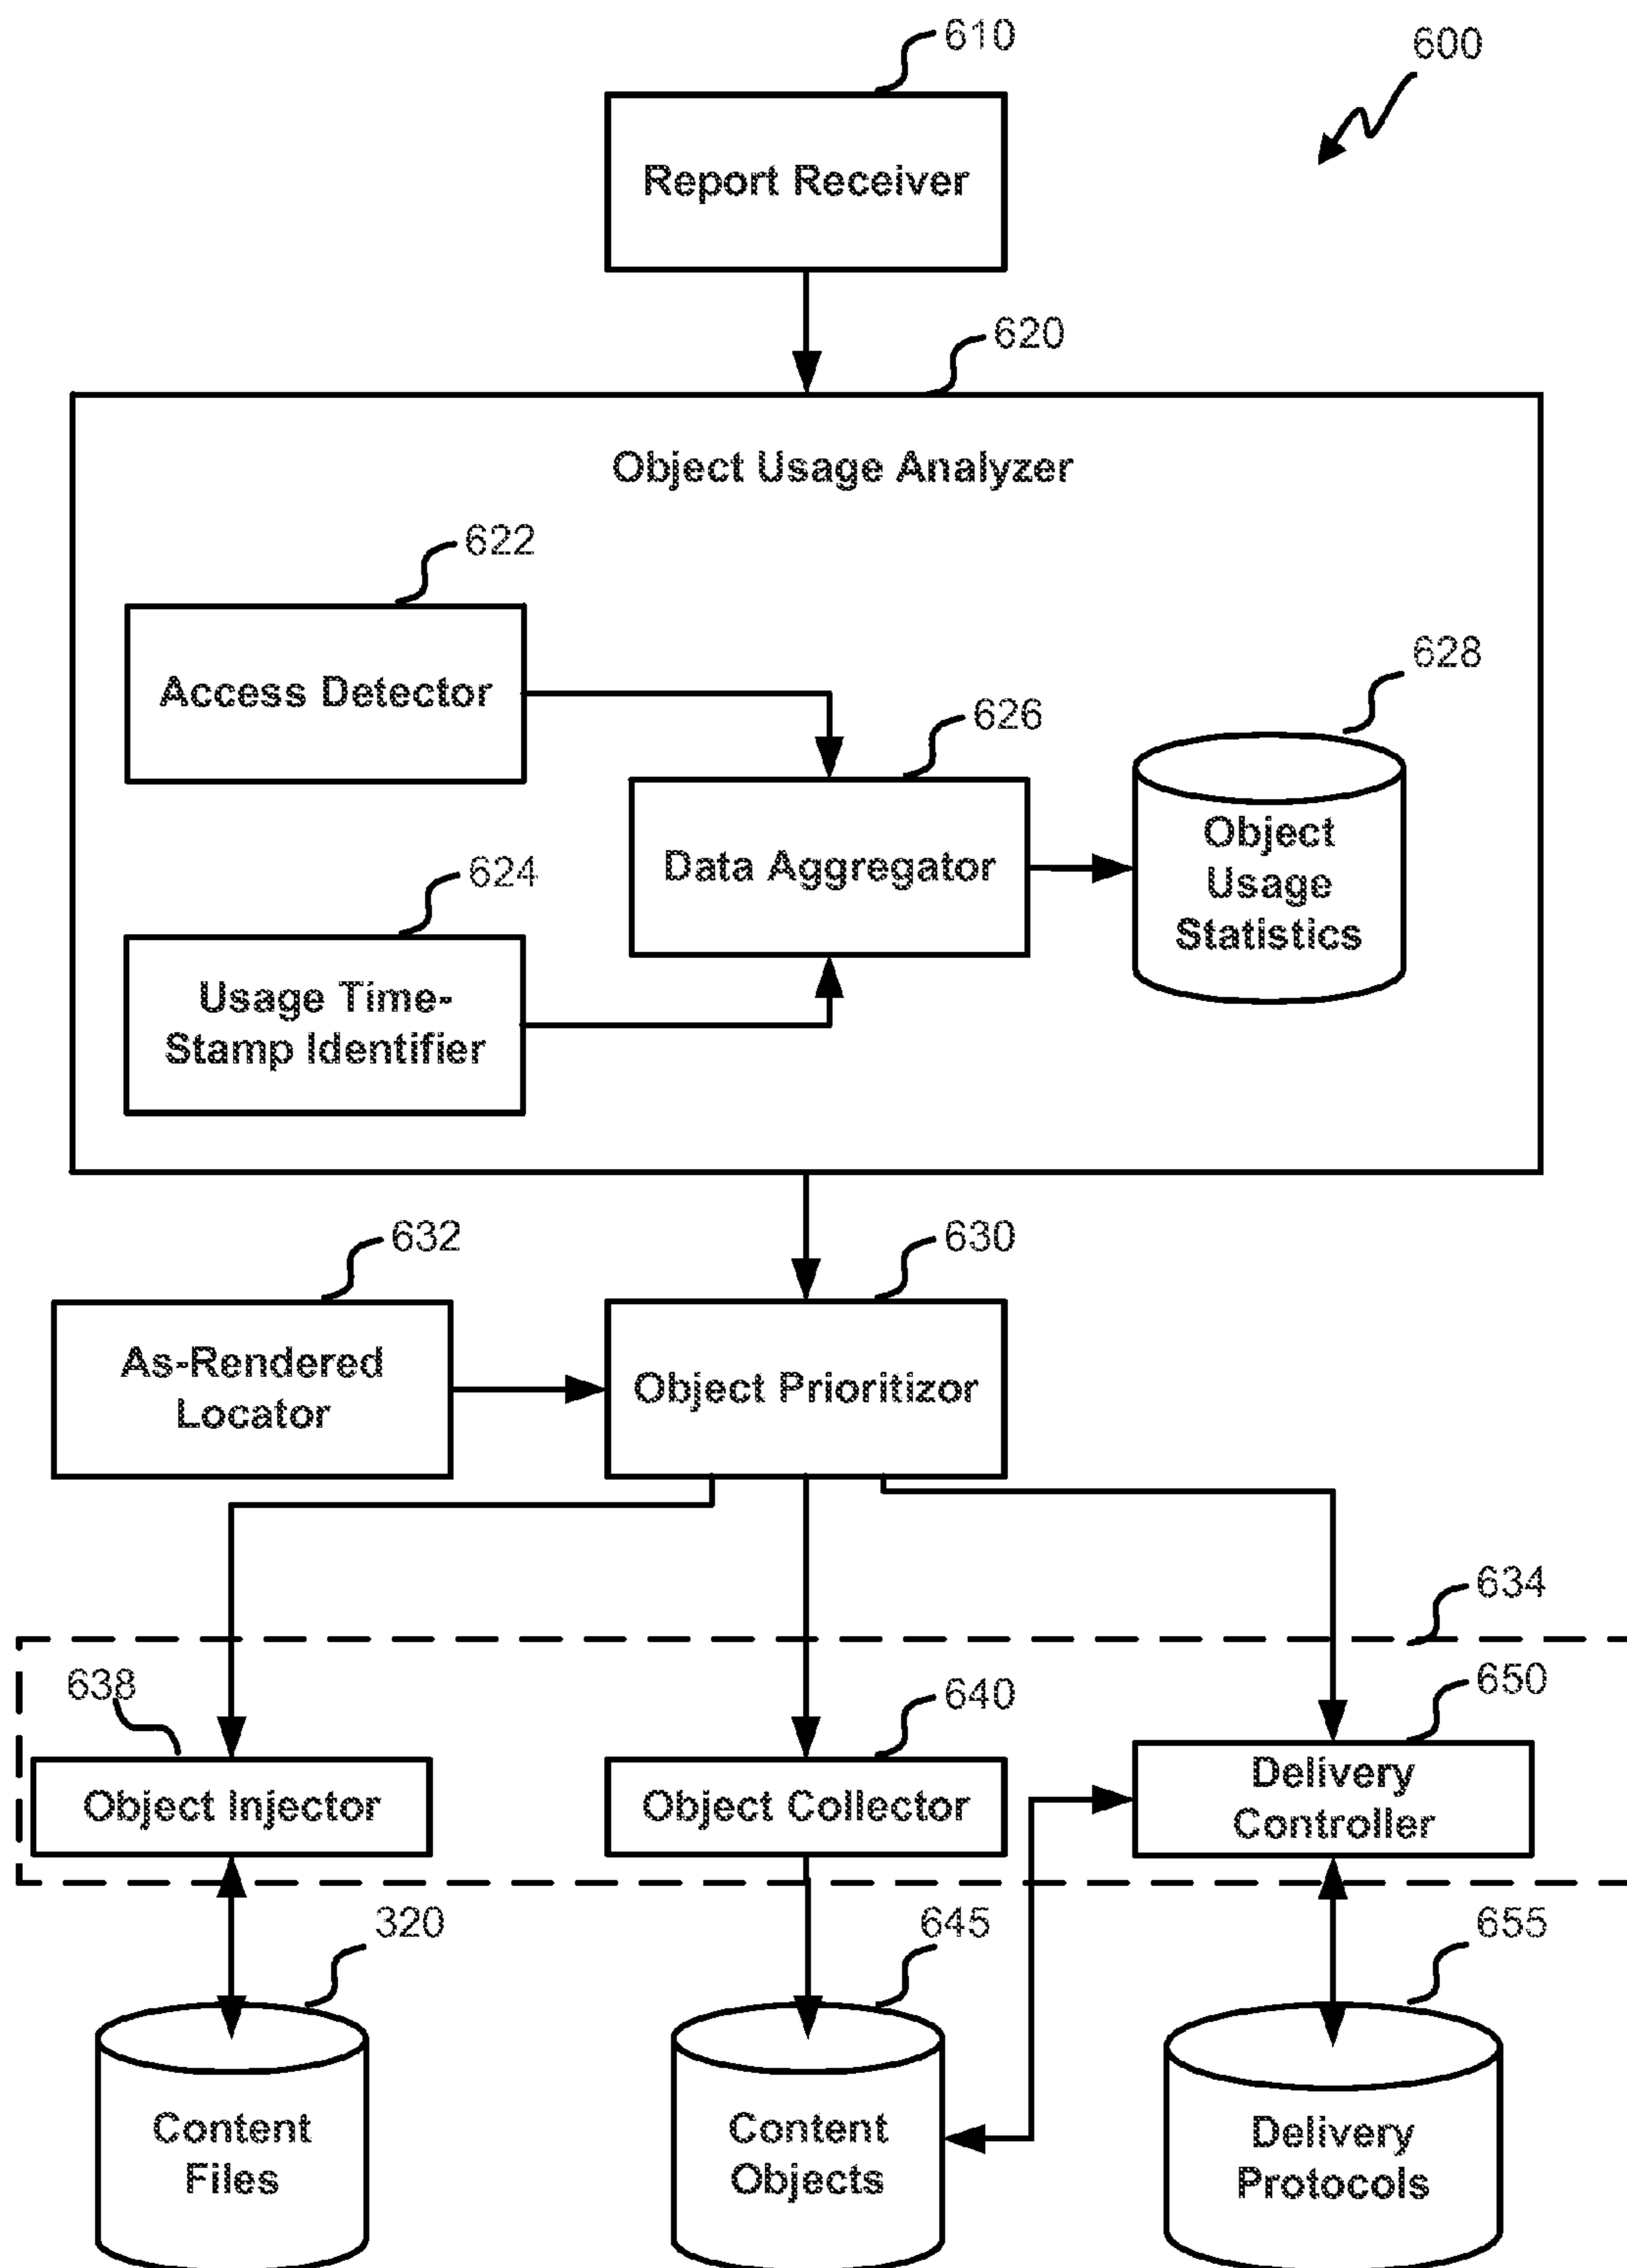 610
600
Report Receiver
620
Object Usage Analyzer
622
Access Detector
628
626
Object
Usage
Statistics
Data Aggregator
624
Usage Time-
Stamp Identifier
632
630
As-Rendered
Locator
Object Prioritizor
634
638
640
650
Object Injector
Object Collector
Delivery
Controller
320
645
655
Content
Files
Content
Objects
Delivery
Protocols